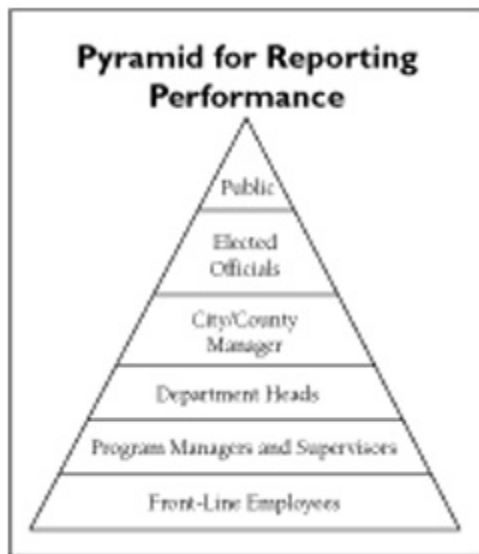 Pyramid for Reporting
Performance
Public
Elected
Officials
City/County
Manager
Department Heads
Program Managers and Supervisors
Front-Line Employees